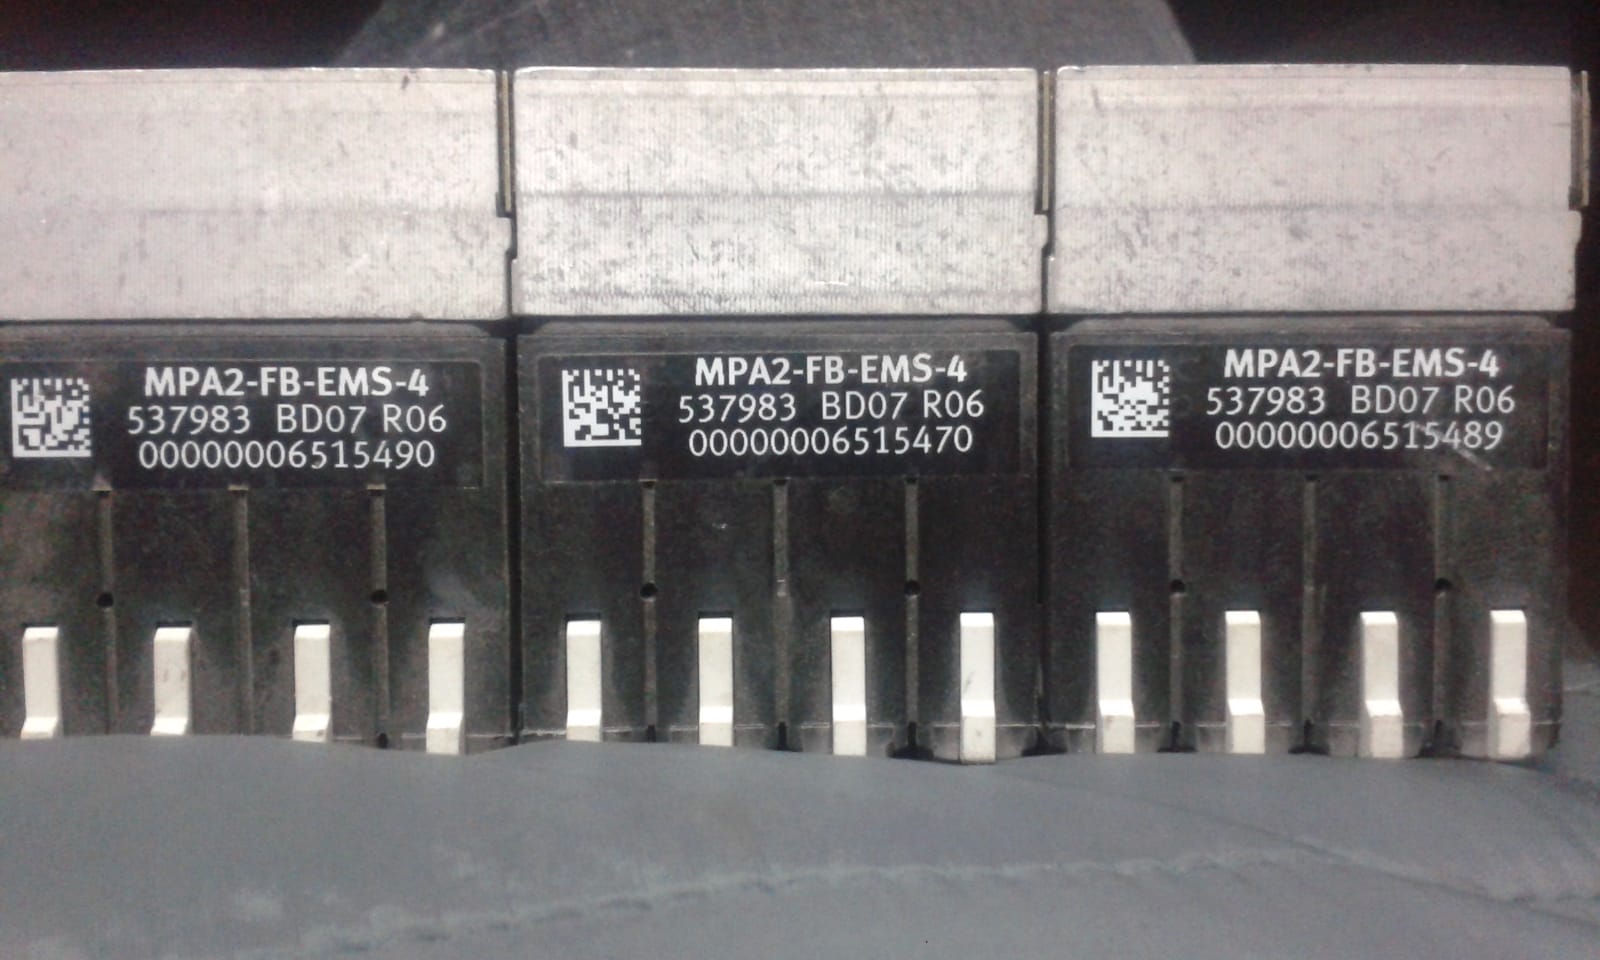 MPA2-FB-EMS-4
537983 BD07 R06
00000006515490
MPA2-FB-EMS-4
537983 BD07 R06
00000006515470
MPA2-FB-EMS-4
537983 BD07 R06
00000006515489